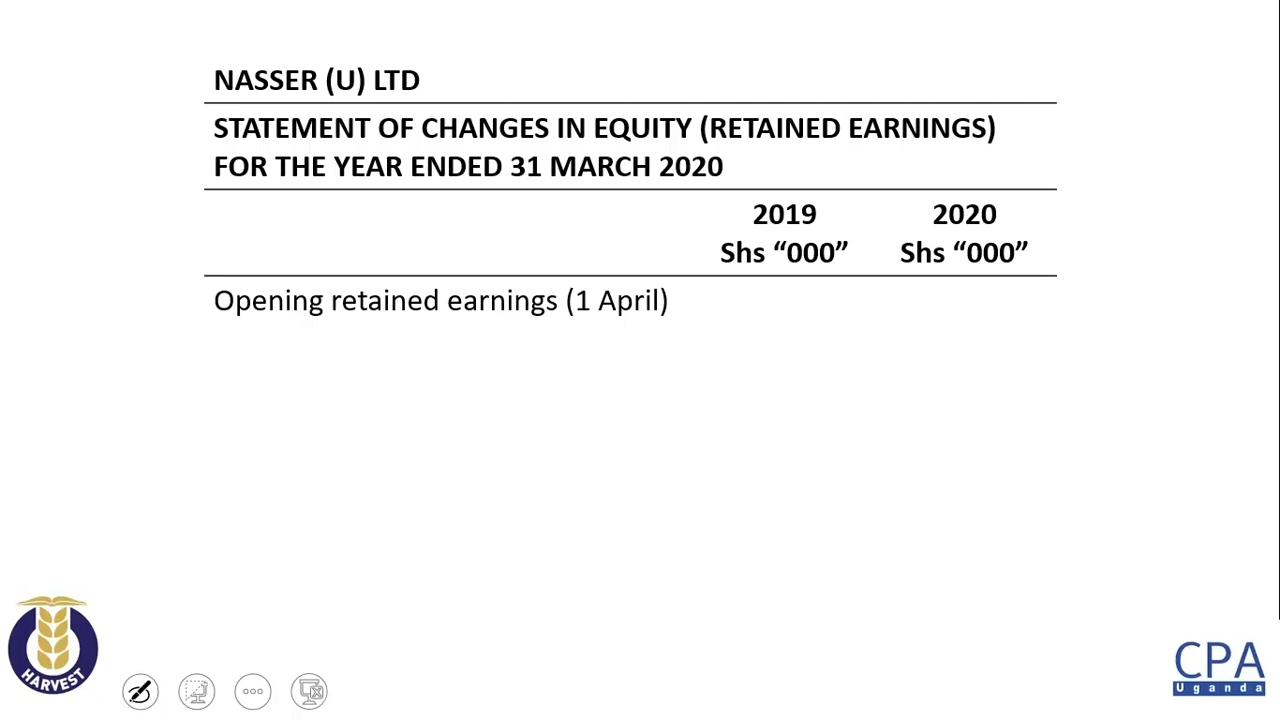 NASSER (U) LTD
STATEMENT OF CHANGES IN EQUITY (RETAINED EARNINGS)
FOR THE YEAR ENDED 31 MARCH 2020
2019 2020
Shs “000” Shs “000”
Opening retained earnings (1 April)
HARVEST
CPA
Uganda